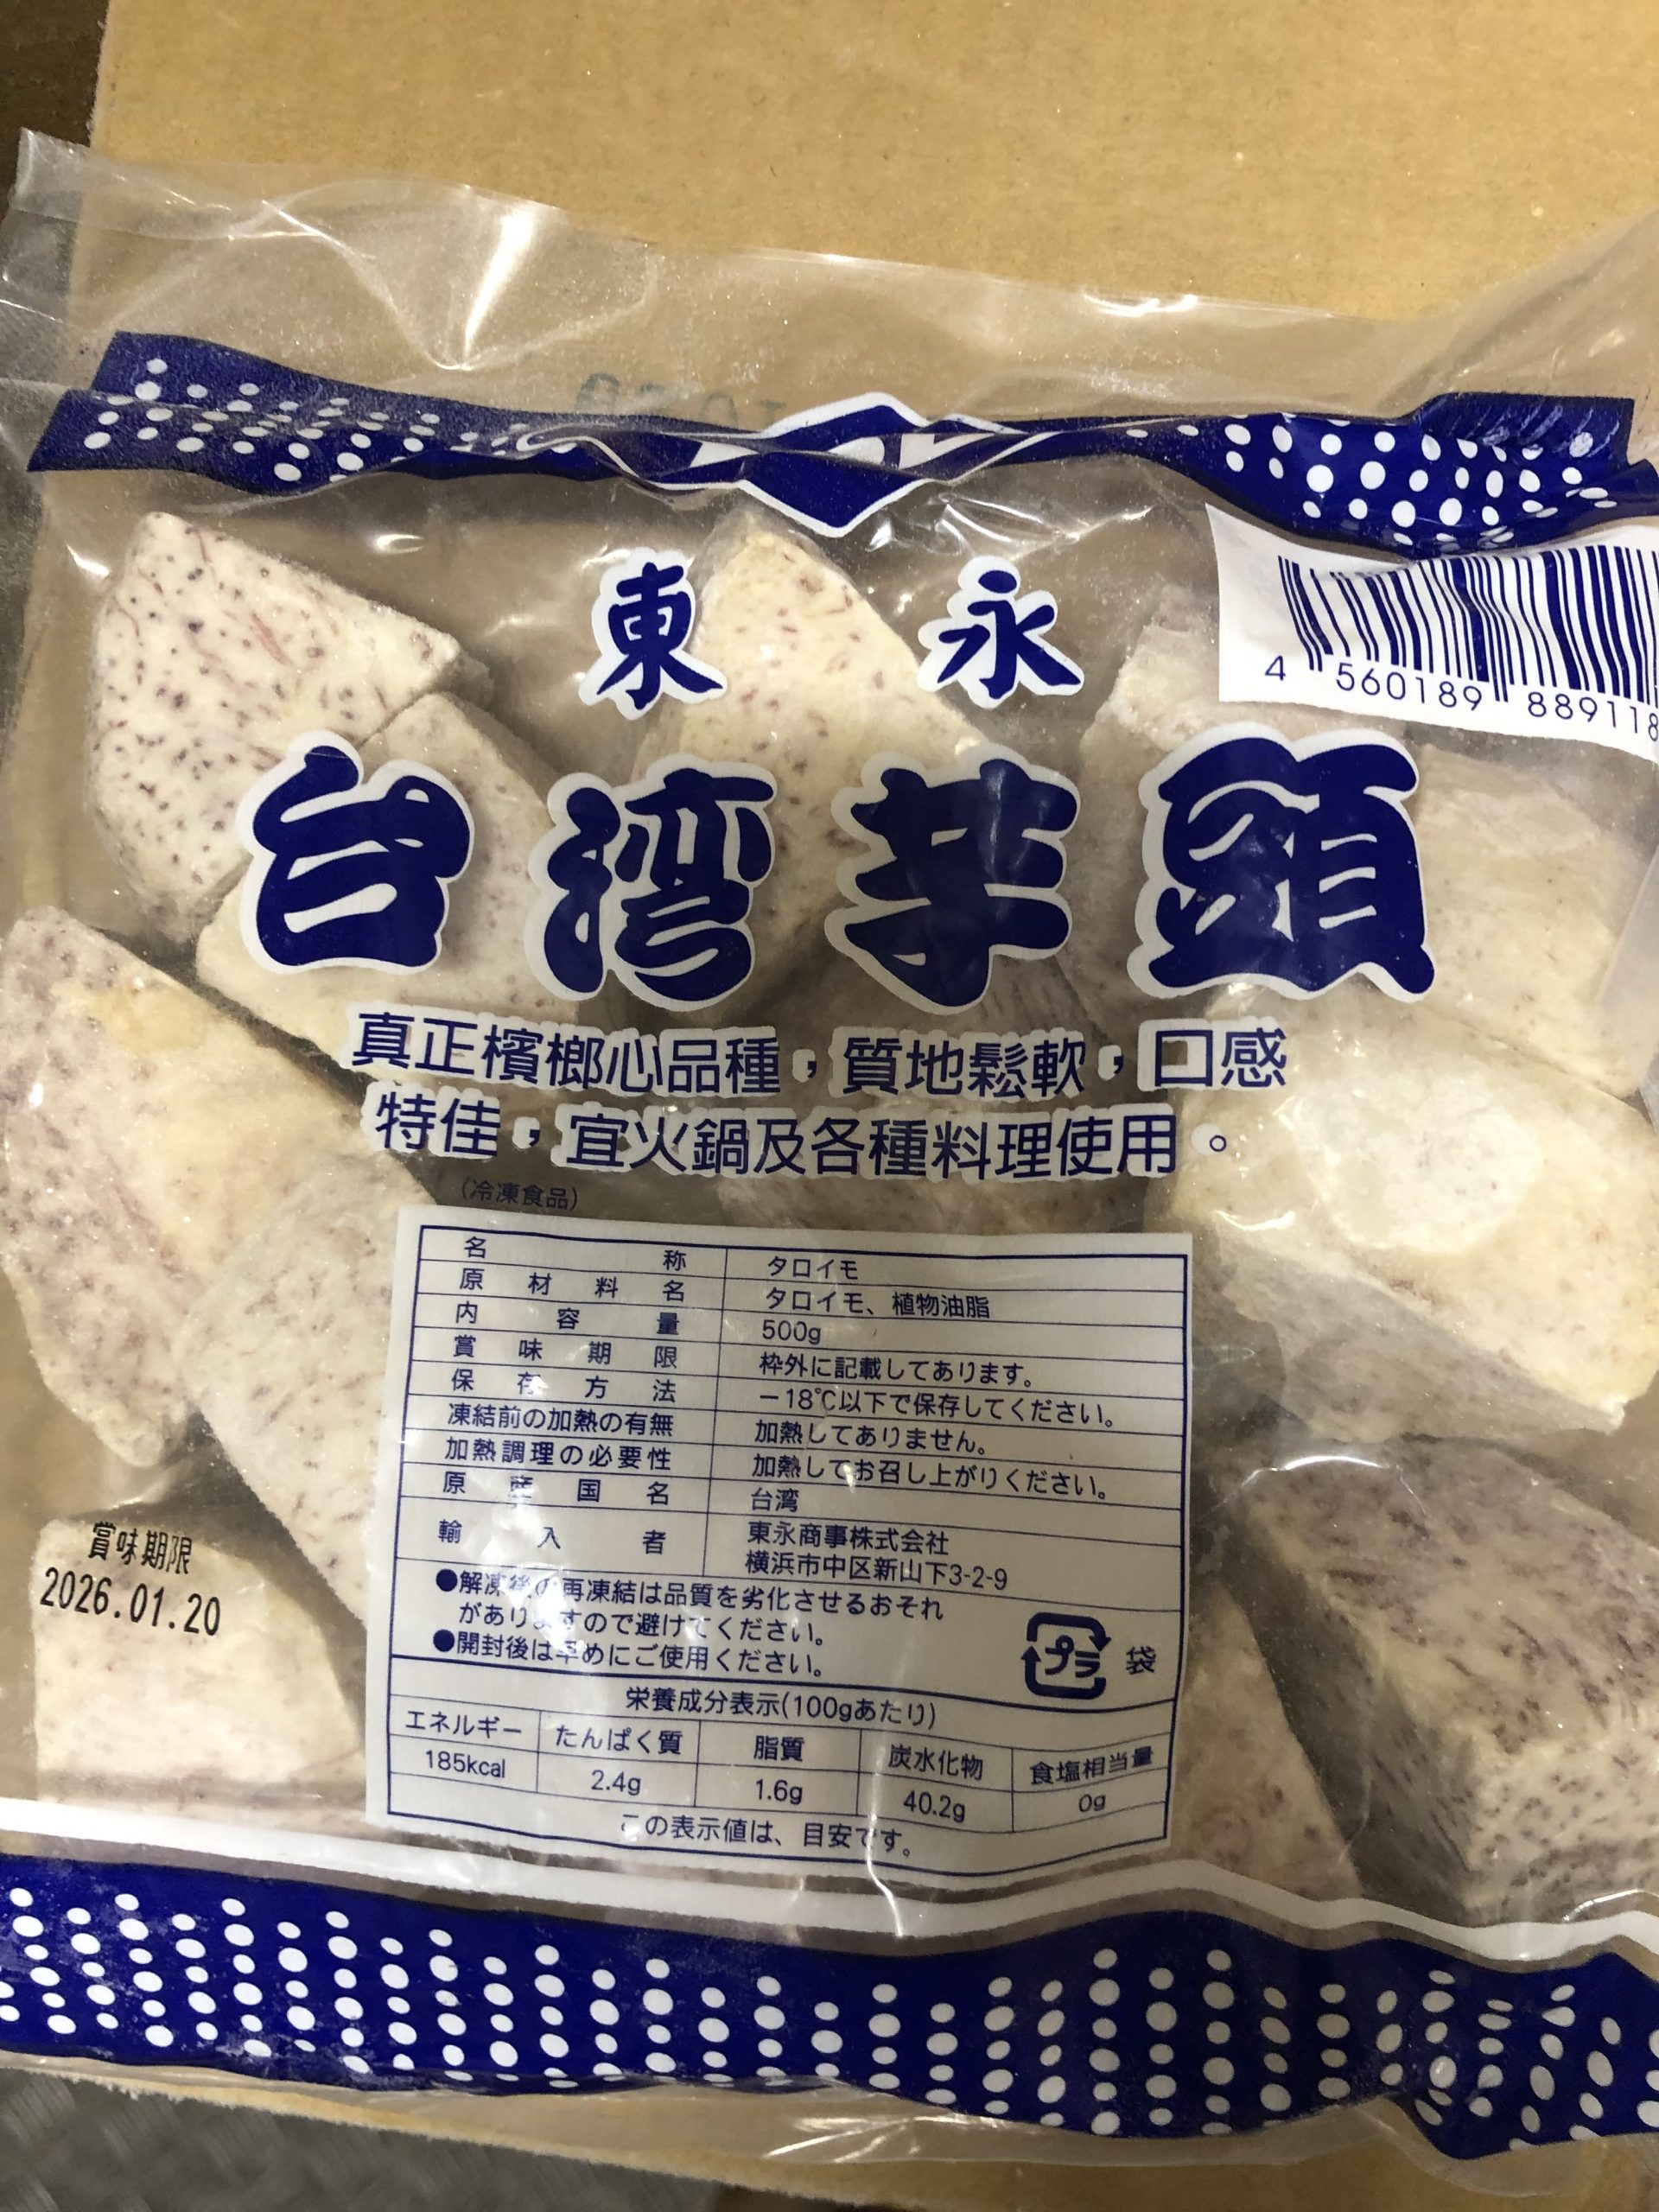 東永
4 560189 889118
台湾芋頭
真正檳榔心品種，質地鬆軟，口感
特佳，宜火鍋及各種料理使用。
(冷凍食品)
名称 タロイモ
原材料名 タロイモ、植物油脂
内容量 500g
賞味期限 枠外に記載してあります。
保存方法 −18℃以下で保存してください。
凍結前の加熱の有無 加熱してありません。
加熱調理の必要性 加熱してお召し上がりください。
原産国名 台湾
輸入者 東永商事株式会社
横浜市中区新山下3-2-9
●解凍後の再凍結は品質を劣化させるおそれ
がありますので避けてください。
●開封後は早めにご使用ください。
プラ 袋
賞味期限
2026.01.20
栄養成分表示(100gあたり)
エネルギー たんぱく質 脂質 炭水化物 食塩相当量
185kcal 2.4g 1.6g 40.2g 0g
この表示値は、目安です。